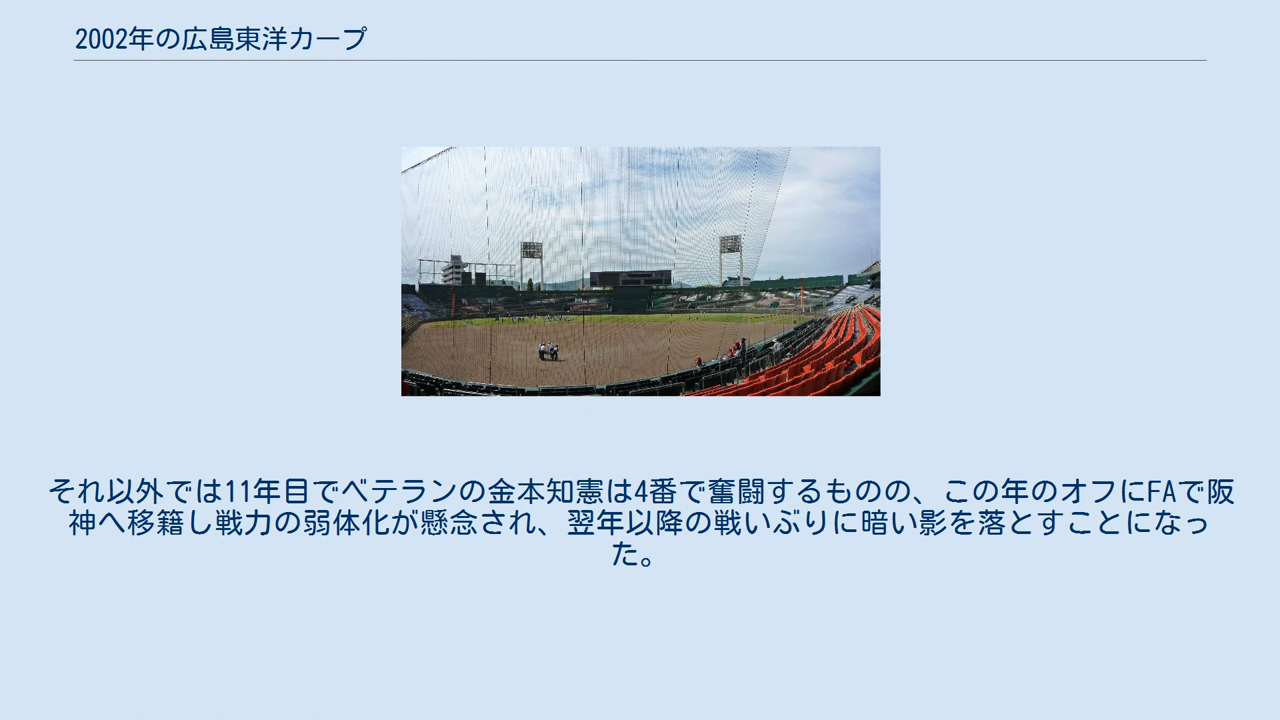 2002年の広島東洋カープ
それ以外では11年目でベテランの金本知憲は4番で奮闘するものの、この年のオフにFAで阪
神へ移籍し戦力の弱体化が懸念され、翌年以降の戦いぶりに暗い影を落とすことになっ
た。